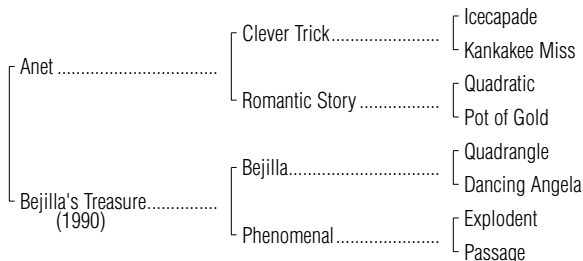 Icecapade
Clever Trick........................
Kankakee Miss
Anet ...................................
Quadratic
Romantic Story .................
Pot of Gold
Quadrangle
Bejilla.................................
Dancing Angela
Bejilla's Treasure...............
(1990)
Explodent
Phenomenal.......................
Passage